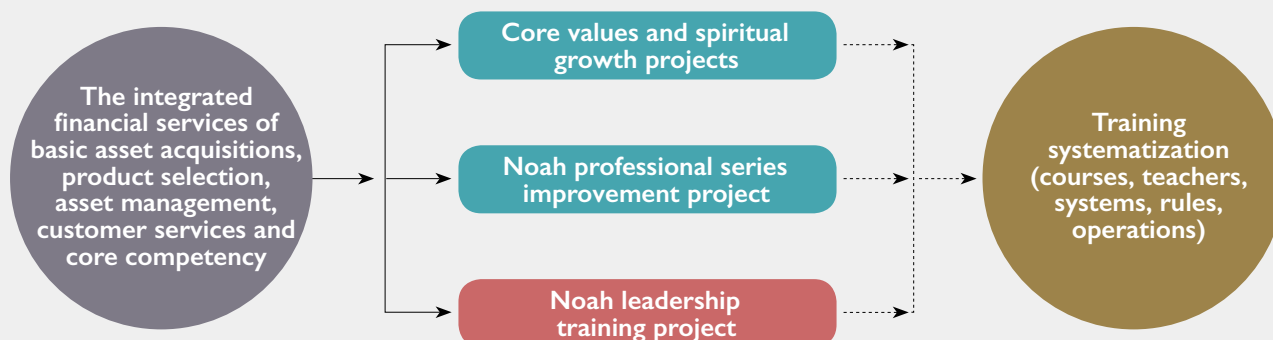 The integrated
financial services of
basic asset acquisitions,
product selection,
asset management,
customer services and
core competency
Core values and spiritual
growth projects
Noah professional series
improvement project
Noah leadership
training project
Training
systematization
(courses, teachers,
systems, rules,
operations)